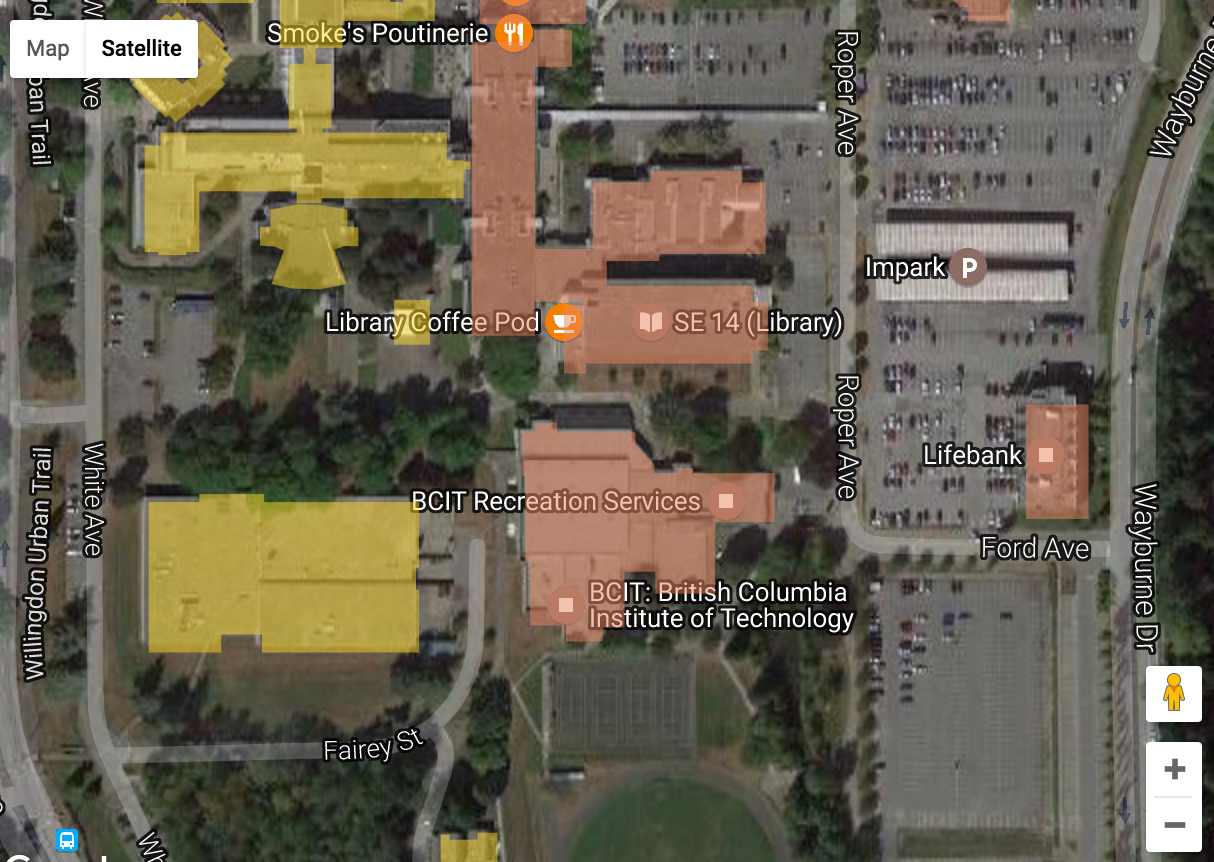 Smoke's Poutinerie
Map
Satellite
Ave
Urban Trail
Roper Ave
Wayburne
Impark
P
Library Coffee Pod
SE 14 (Library)
Roper Ave
Lifebank
White Ave
Willingdon Urban Trail
BCIT Recreation Services
Wayburne Dr
Ford Ave
BCIT: British Columbia
Institute of Technology
Fairey St
+
−